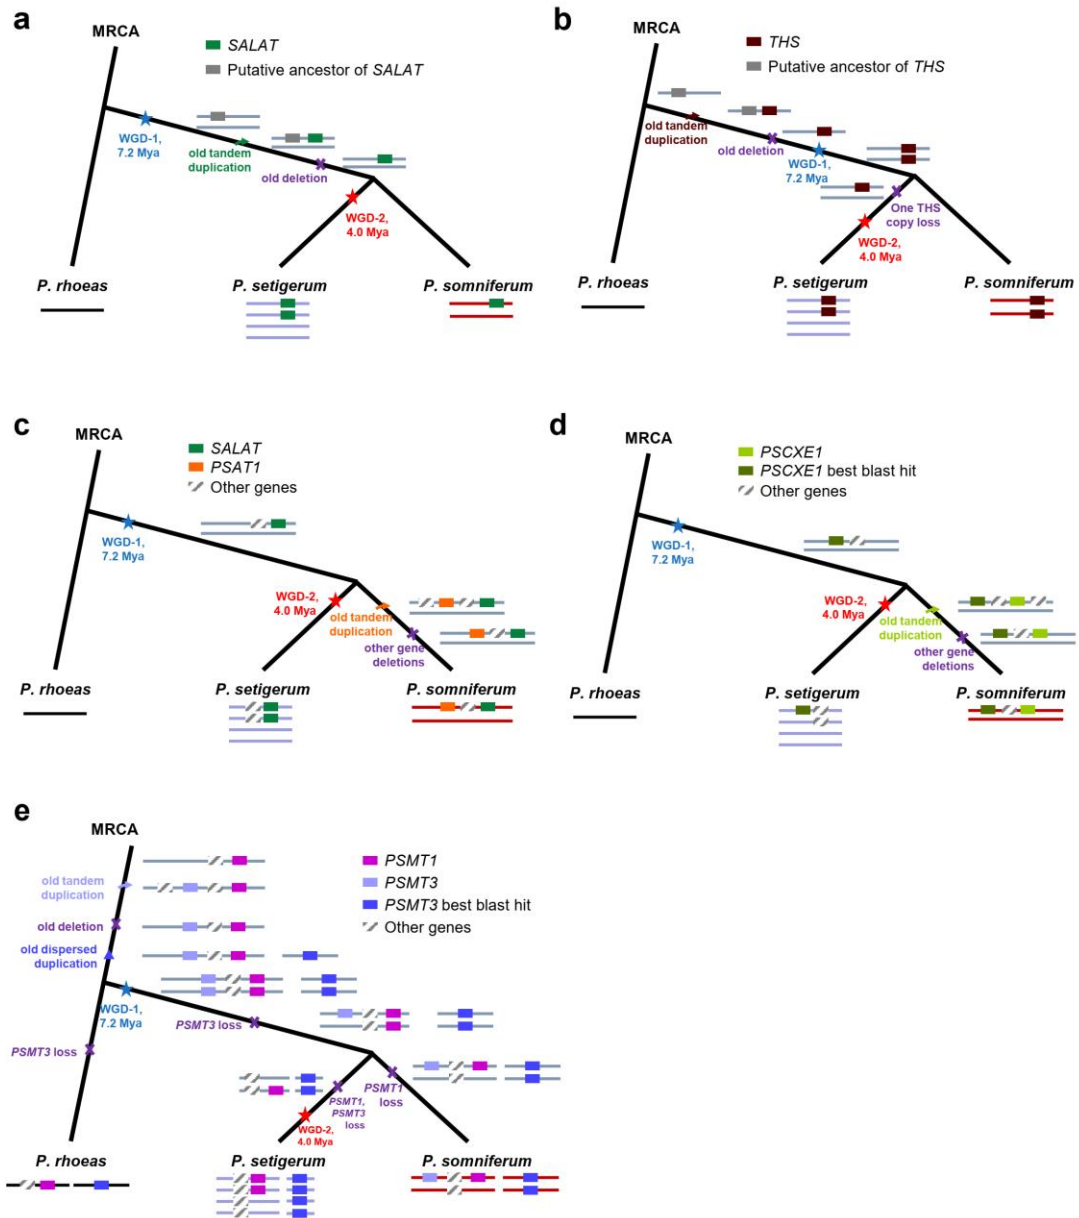 a
MRCA
SALAT
Putative ancestor of SALAT
WGD-1,
7.2 Mya
old tandem
duplication
old deletion
WGD-2,
4.0 Mya
P. rhoeas
P. setigerum
P. somniferum
b
MRCA
THS
Putative ancestor of THS
old tandem
duplication
old deletion
WGD-1,
7.2 Mya
One THS
copy loss
WGD-2,
4.0 Mya
P. rhoeas
P. setigerum
P. somniferum
c
MRCA
SALAT
PSAT1
Other genes
WGD-1,
7.2 Mya
WGD-2,
4.0 Mya
old tandem
duplication
other gene
deletions
P. rhoeas
P. setigerum
P. somniferum
d
MRCA
PSCXE1
PSCXE1 best blast hit
Other genes
WGD-1,
7.2 Mya
WGD-2,
4.0 Mya
old tandem
duplication
other gene
deletions
P. rhoeas
P. setigerum
P. somniferum
e
MRCA
PSMT1
PSMT3
PSMT3 best blast hit
Other genes
old tandem
duplication
old deletion
old dispersed
duplication
WGD-1,
7.2 Mya
PSMT3 loss
PSMT3 loss
PSMT1
loss
PSMT1,
PSMT3
loss
WGD-2,
4.0 Mya
P. rhoeas
P. setigerum
P. somniferum